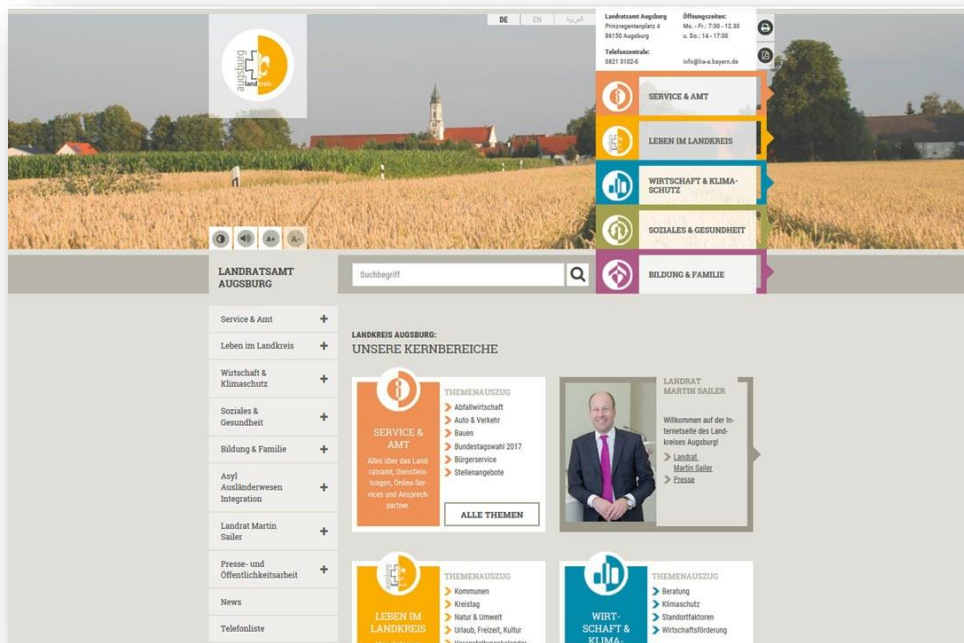 DE EN العربية
Landratsamt Augsburg
Prinzregentenplatz 4
86150 Augsburg
Telefonzentrale:
0821 3102-0
Öffnungszeiten:
Mo. - Fr.: 7:30 - 12.30
u. Do.: 14 - 17:30
info@lra-a.bayern.de
augsburg
landkreis
SERVICE & AMT
LEBEN IM LANDKREIS
WIRTSCHAFT & KLIMA-
SCHUTZ
SOZIALES & GESUNDHEIT
BILDUNG & FAMILIE
A+ A-
LANDRATSAMT
AUGSBURG
Suchbegriff
Service & Amt
Leben im Landkreis
Wirtschaft &
Klimaschutz
Soziales &
Gesundheit
Bildung & Familie
Asyl
Ausländerwesen
Integration
Landrat Martin
Sailer
Presse- und
Öffentlichkeitsarbeit
News
Telefonliste
LANDKREIS AUGSBURG:
UNSERE KERNBEREICHE
SERVICE &
AMT
Alles über das Land-
ratsamt, Dienstleis-
tungen, Online-Ser-
vices und Ansprech-
partner.
THEMENAUSZUG
Abfallwirtschaft
Auto & Verkehr
Bauen
Bundestagswahl 2017
Bürgerservice
Stellenangebote
ALLE THEMEN
LANDRAT
MARTIN SAILER
Willkommen auf der In-
ternetseite des Land-
kreises Augsburg!
Landrat
Martin Sailer
Presse
LEBEN IM
LANDKREIS
THEMENAUSZUG
Kommunen
Kreistag
Natur & Umwelt
Urlaub, Freizeit, Kultur
WIRT-
SCHAFT &
KLIMA-
THEMENAUSZUG
Beratung
Klimaschutz
Standortfaktoren
Wirtschaftsförderung